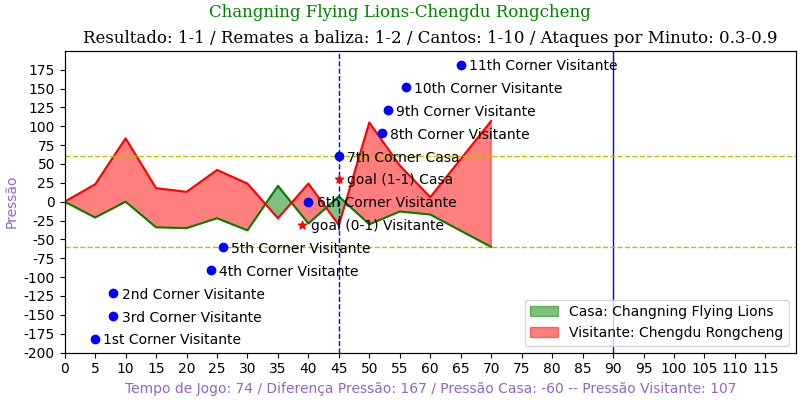 Changning Flying Lions-Chengdu Rongcheng
Resultado: 1-1 / Remates a baliza: 1-2 / Cantos: 1-10 / Ataques por Minuto: 0.3-0.9
Pressão
175
150
125
100
75
50
25
0
-25
-50
-75
-100
-125
-150
-175
-200
11th Corner Visitante
10th Corner Visitante
9th Corner Visitante
8th Corner Visitante
7th Corner Casa
goal (1-1) Casa
6th Corner Visitante
goal (0-1) Visitante
5th Corner Visitante
4th Corner Visitante
2nd Corner Visitante
3rd Corner Visitante
1st Corner Visitante
Casa: Changning Flying Lions
Visitante: Chengdu Rongcheng
0 5 10 15 20 25 30 35 40 45 50 55 60 65 70 75 80 85 90 95 100 105 110 115
Tempo de Jogo: 74 / Diferença Pressão: 167 / Pressão Casa: -60 -- Pressão Visitante: 107